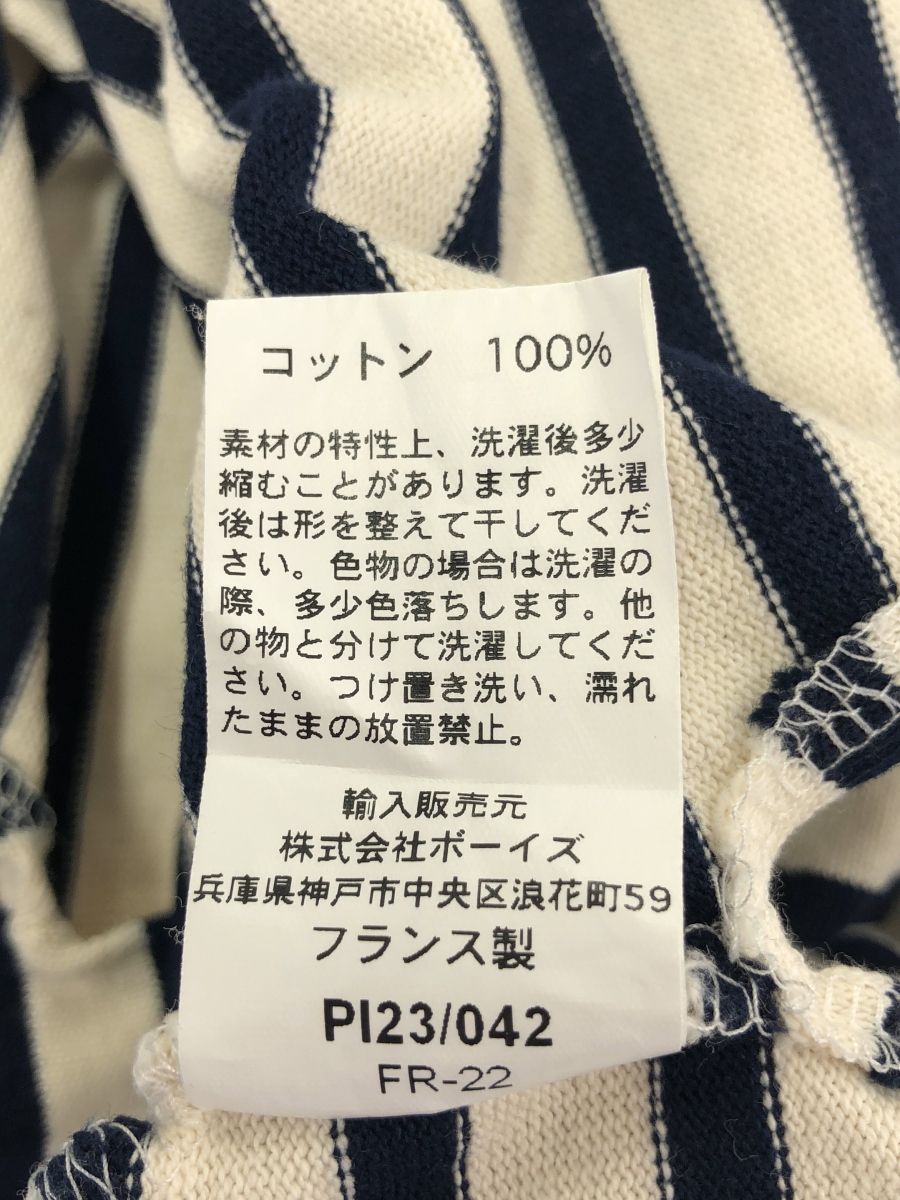 コットン 100%
素材の特性上、洗濯後多少
縮むことがあります。洗濯
後は形を整えて干してくだ
さい。色物の場合は洗濯の
際、多少色落ちします。他
の物と分けて洗濯してくだ
さい。つけ置き洗い、濡れ
たままの放置禁止。
輸入販売元
株式会社ボーイズ
兵庫県神戸市中央区浪花町59
フランス製
PI23/042
FR-22